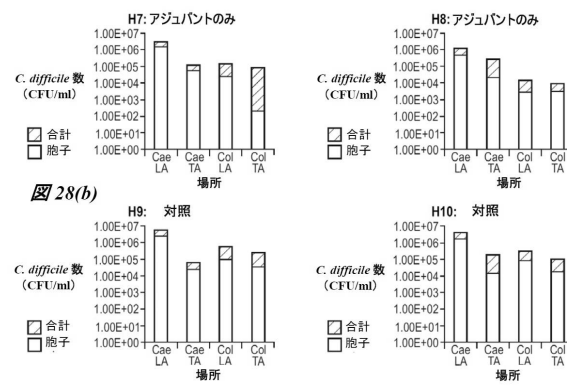 H7: アジュバントのみ
1.00E+07
1.00E+06
1.00E+05
1.00E+04
1.00E+03
1.00E+02
1.00E+01
1.00E+00
C. difficile 数
(CFU/ml)
合計
胞子
Cae LA
Cae TA
Col LA
Col TA
場所
H8: アジュバントのみ
1.00E+07
1.00E+06
1.00E+05
1.00E+04
1.00E+03
1.00E+02
1.00E+01
1.00E+00
C. difficile 数
(CFU/ml)
合計
胞子
Cae LA
Cae TA
Col LA
Col TA
場所
図 28(b)
H9: 対照
1.00E+07
1.00E+06
1.00E+05
1.00E+04
1.00E+03
1.00E+02
1.00E+01
1.00E+00
C. difficile 数
(CFU/ml)
合計
胞子
Cae LA
Cae TA
Col LA
Col TA
場所
H10: 対照
1.00E+07
1.00E+06
1.00E+05
1.00E+04
1.00E+03
1.00E+02
1.00E+01
1.00E+00
C. difficile 数
(CFU/ml)
合計
胞子
Cae LA
Cae TA
Col LA
Col TA
場所